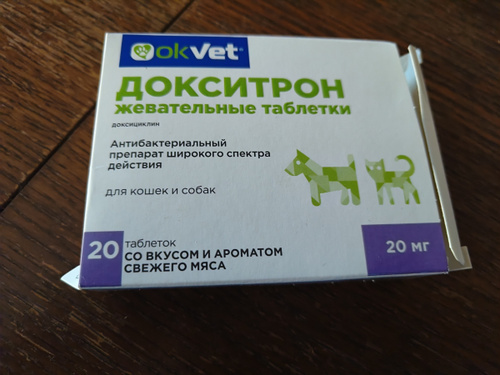 okvet®
ДОКСИТРОН
жевательные таблетки
доксициклин
Антибактериальный
препарат широкого спектра
действия
для кошек и собак
20 таблеток
СО ВКУСОМ И АРОМАТОМ
СВЕЖЕГО МЯСА
20 мг